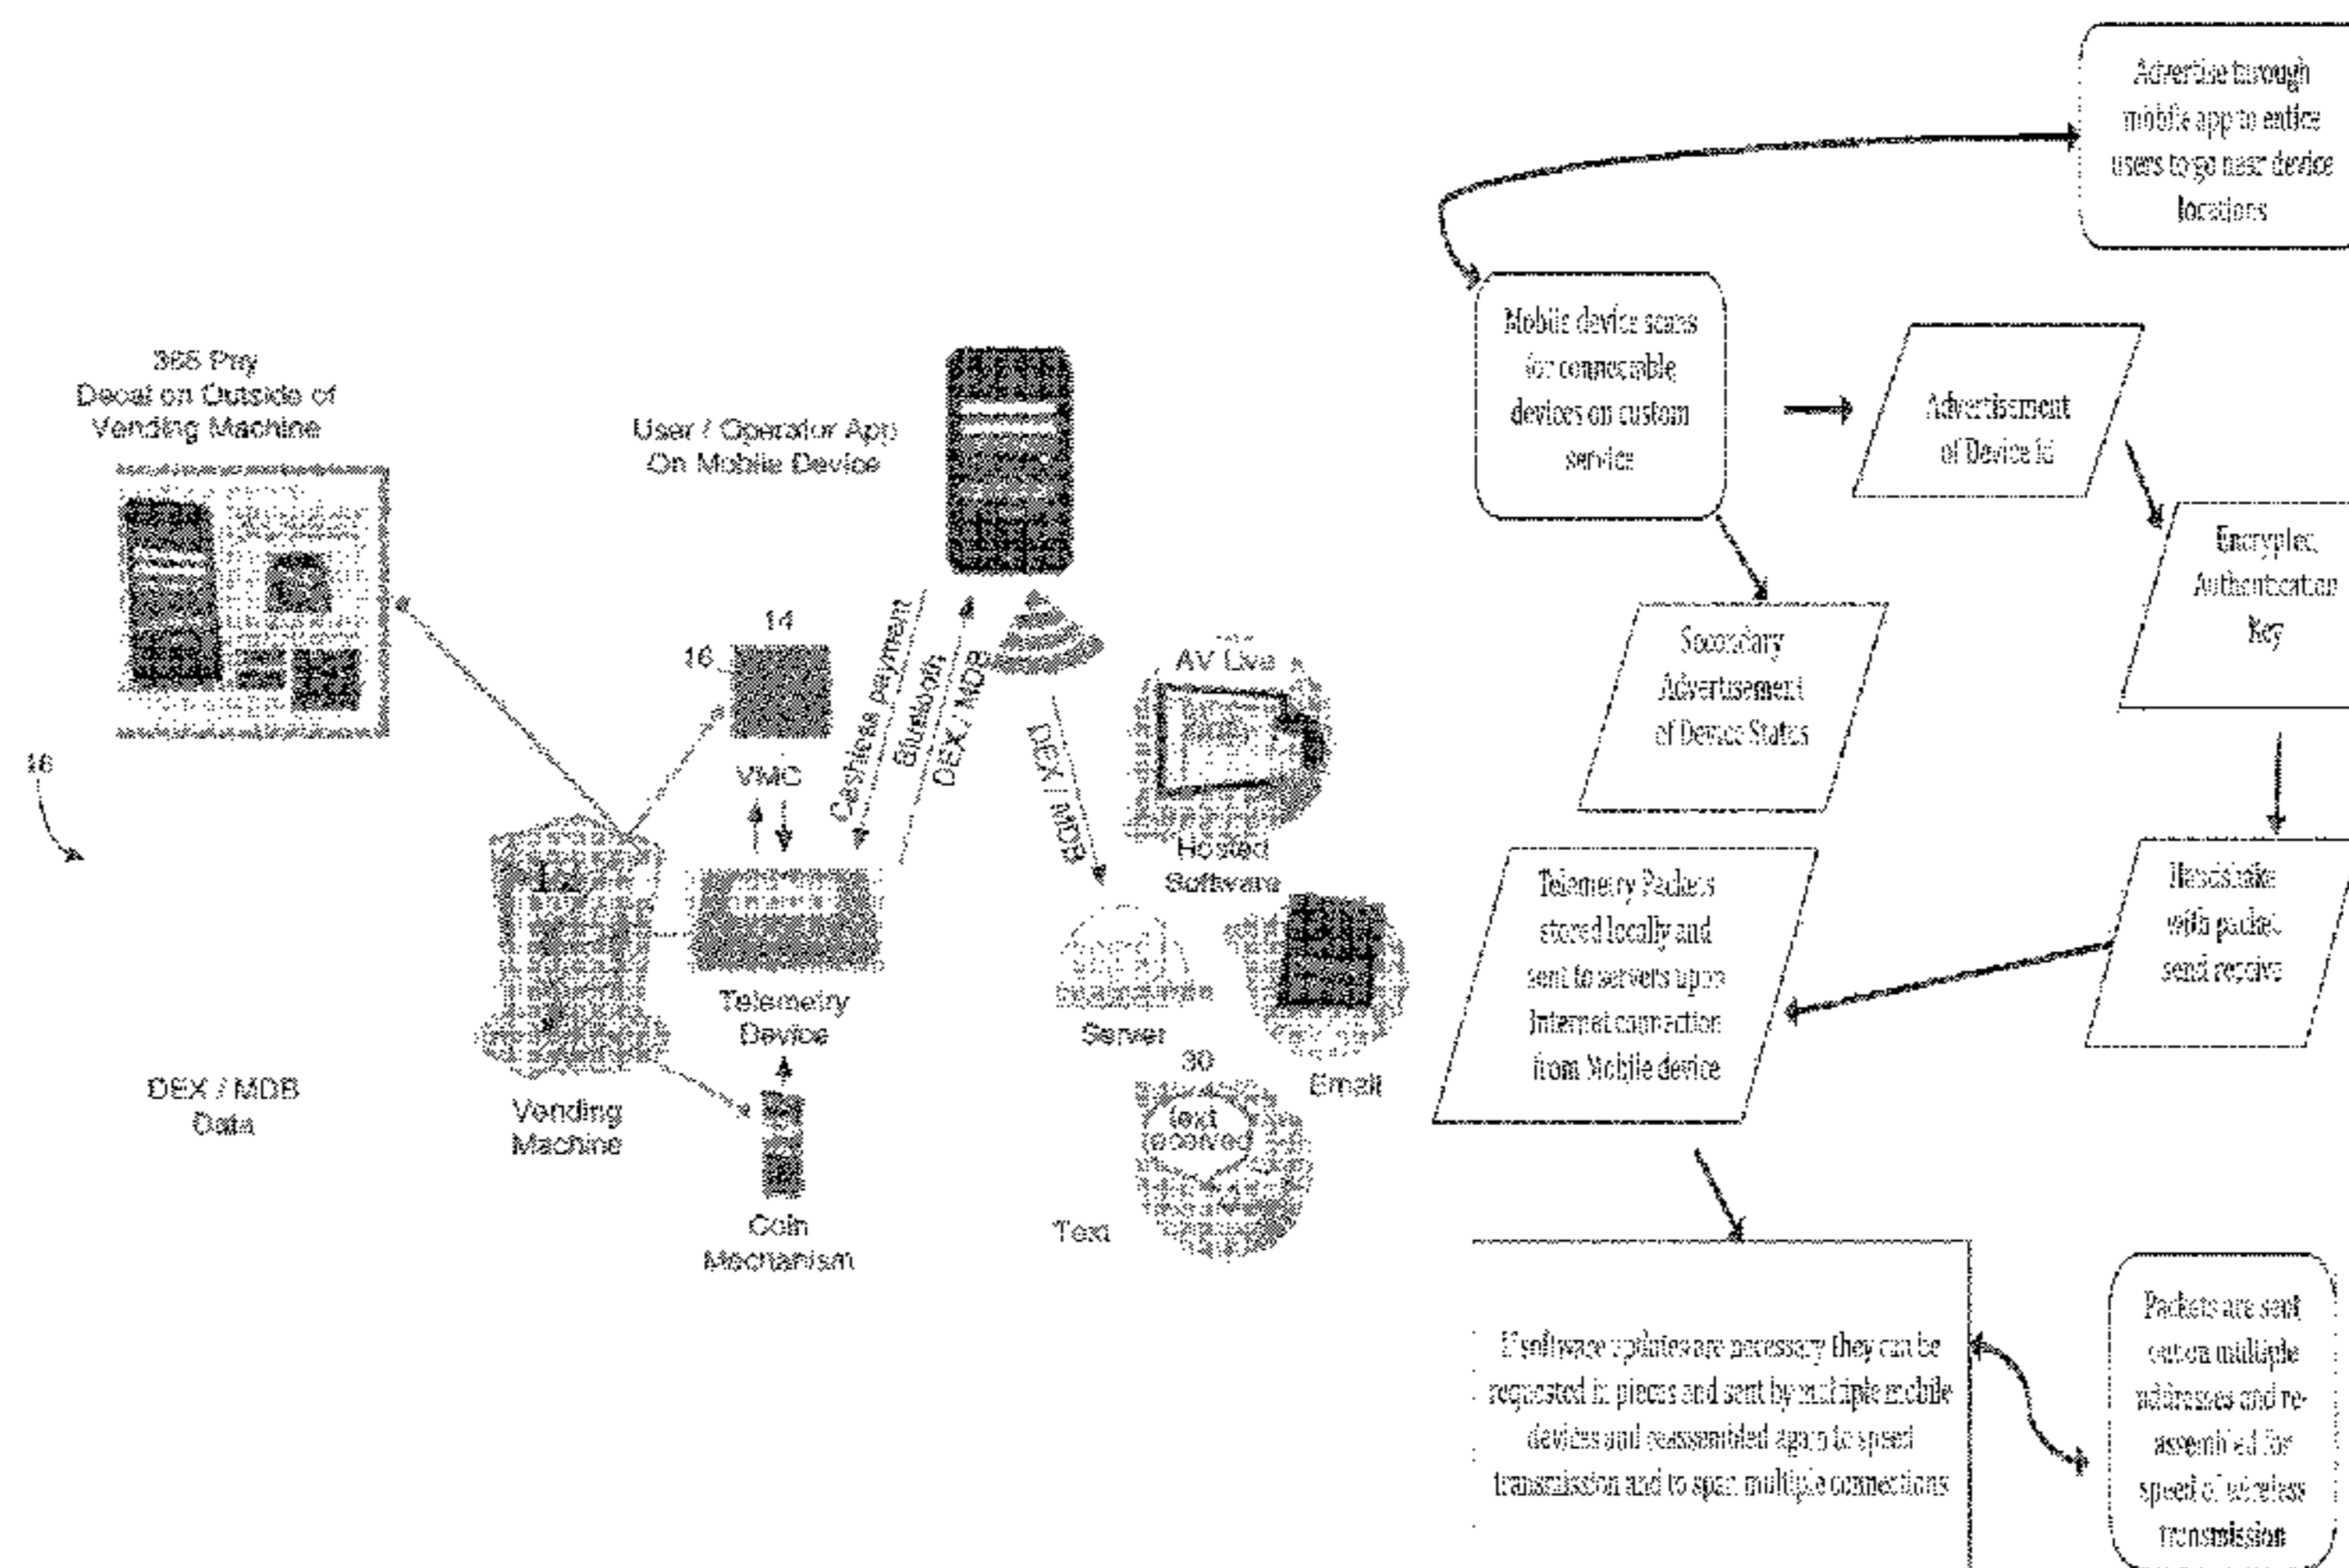 365 Pay
Decal on Outside of
Vending Machine
16
DEX / MDB
Data
User / Operator App
On Mobile Device
14
16
VMC
Cashless payment
Bluetooth
DEX / MDB
DEX / MDB
12
Vending
Machine
Telemetry
Device
Coin
Mechanism
AV Live
Hosted
Software
Server
Email
30
text
received
Text
Advertise through
mobile app to entice
users to go near device
locations
Mobile device scans
for connectable
devices on custom
service
Advertisement
of Device id
Encrypted
Authentication
Key
Secondary
Advertisement
of Device Status
Handshake
with packet
send receive
Telemetry Packets
stored locally and
sent to servers upon
Internet connection
from Mobile device
If software updates are necessary they can be
requested in pieces and sent by multiple mobile
devices and reassembled again to speed
transmission and to span multiple connections
Packets are sent
out on multiple
addresses and re-
assembled for
speed of wireless
transmission